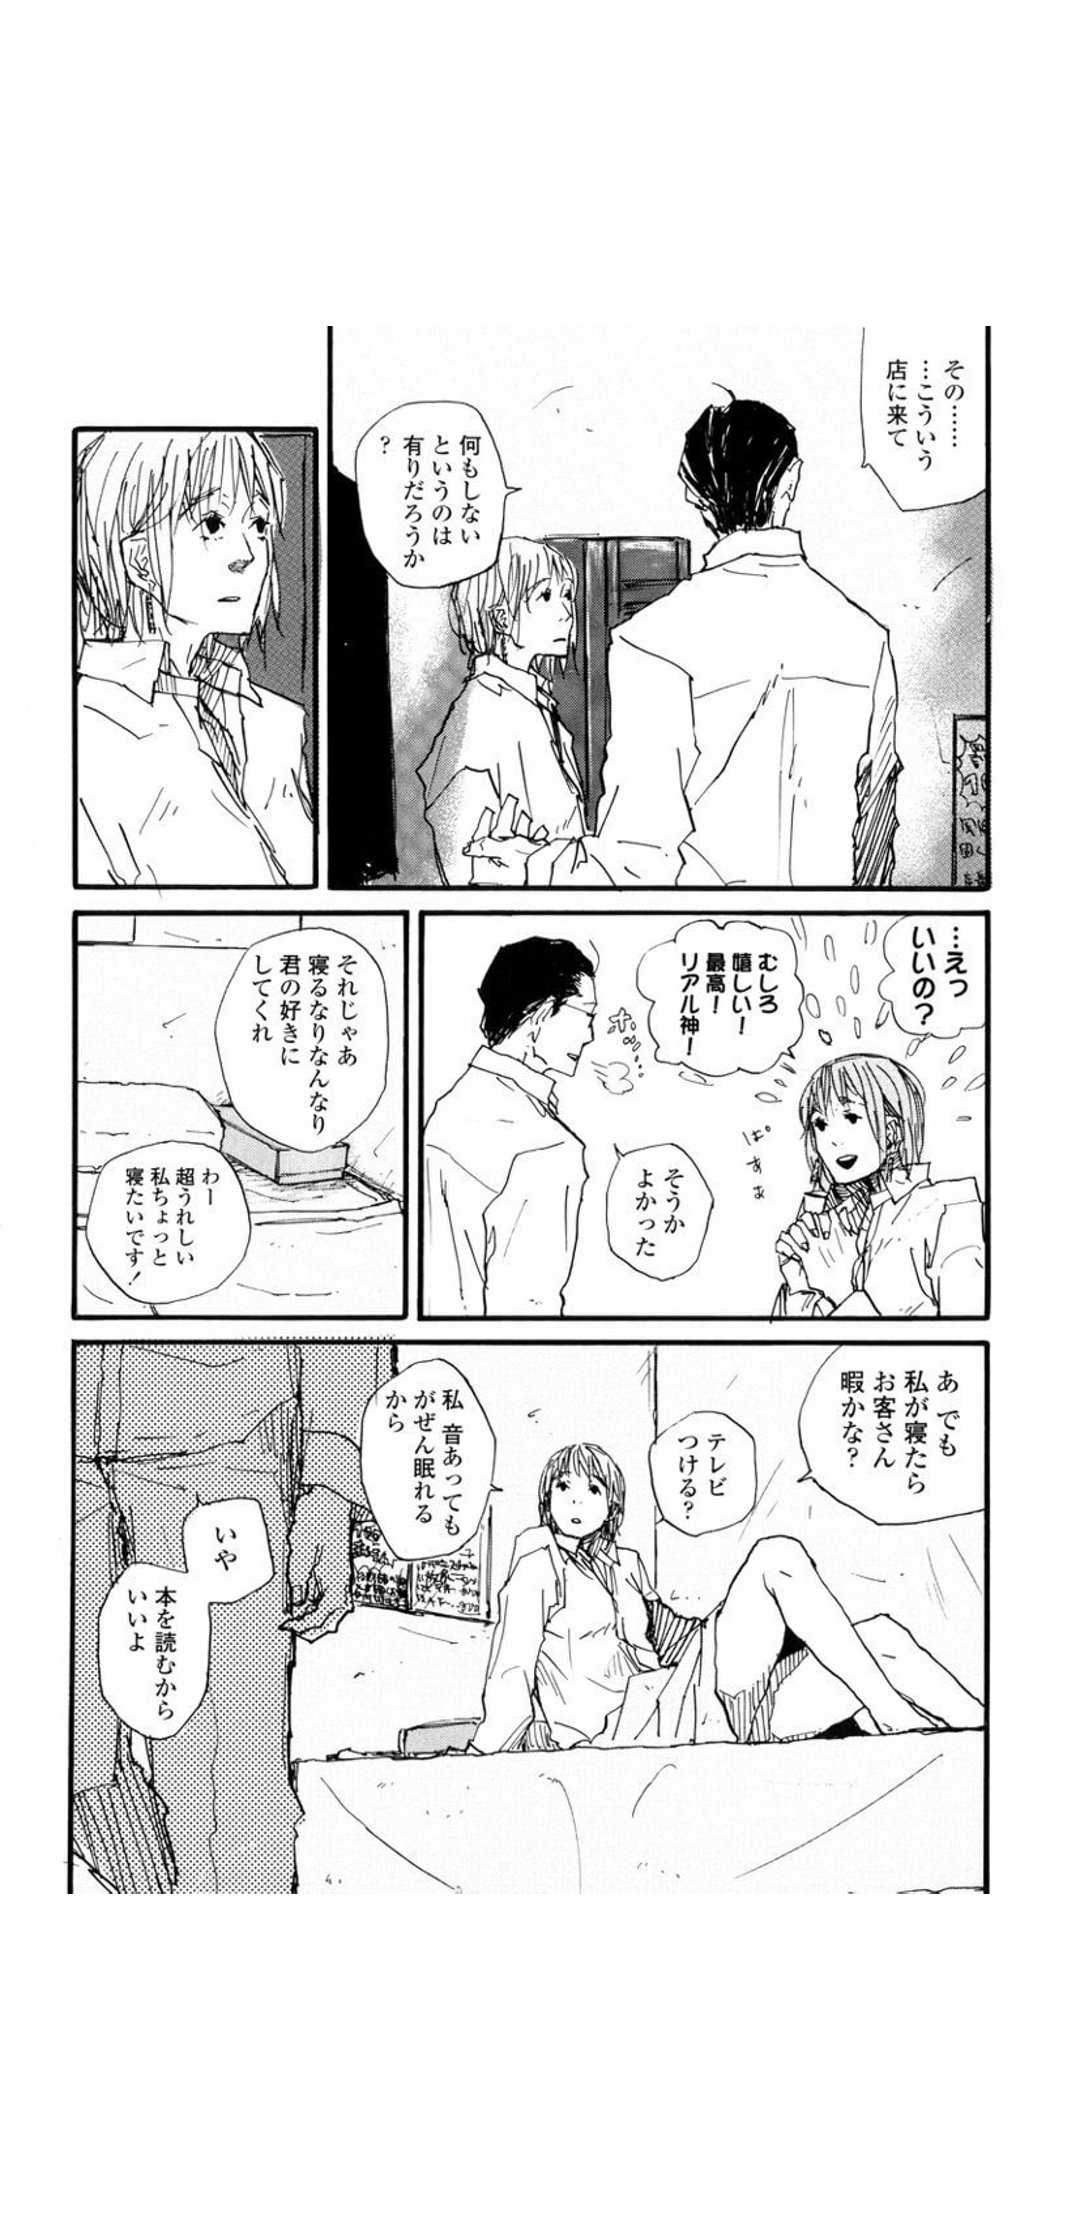 その……
…こういう
店に来て
何もしない
というのは
有りだろうか
？
…えっ
いいの？
むしろ
嬉しい！
最高！
リアル神！
ぱあぁ
ホッ…
そうか
よかった
それじゃあ
寝るなりなんなり
君の好きに
してくれ
わー
超うれしい
私ちょっと
寝たいです！
あ でも
私が寝たら
お客さん
暇かな？
テレビ
つける？
私 音あっても
がぜん眠れる
から
いや
本を読むから
いいよ